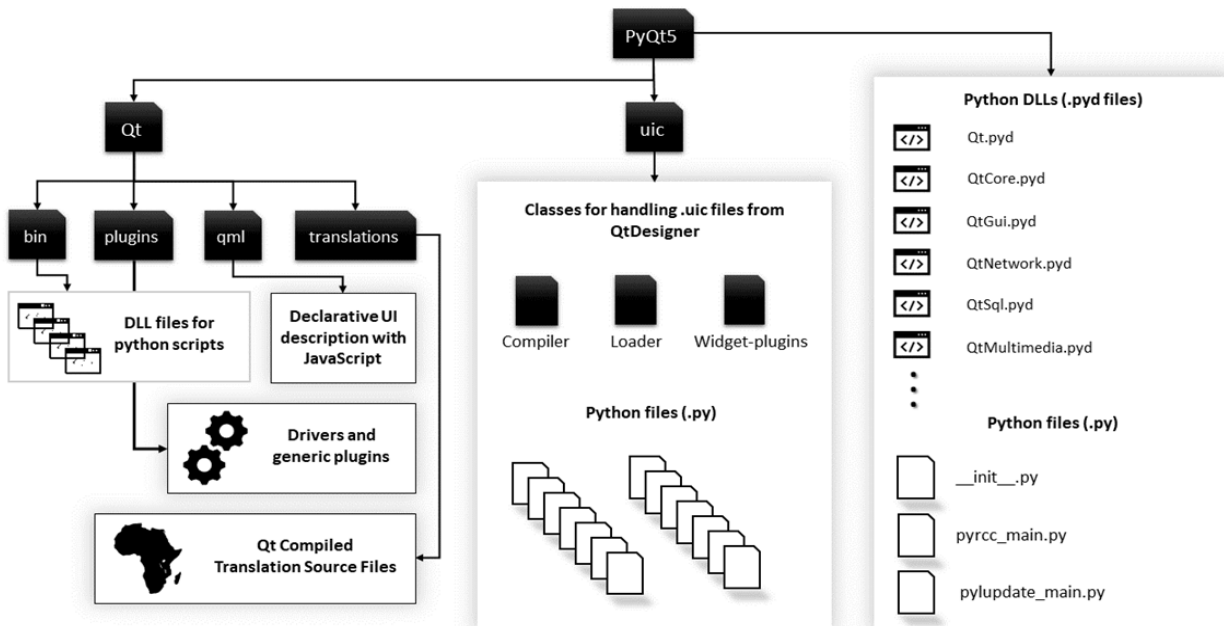 PyQt5
Qt
uic
bin
plugins
qml
translations
DLL files for
python scripts
Declarative UI
description with
JavaScript
Drivers and
generic plugins
Qt Compiled
Translation Source Files
Classes for handling .uic files from
QtDesigner
Compiler
Loader
Widget-plugins
Python files (.py)
Python DLLs (.pyd files)
</> Qt.pyd
</> QtCore.pyd
</> QtGui.pyd
</> QtNetwork.pyd
</> QtSql.pyd
</> QtMultimedia.pyd
Python files (.py)
__init__.py
pyrcc_main.py
pylupdate_main.py